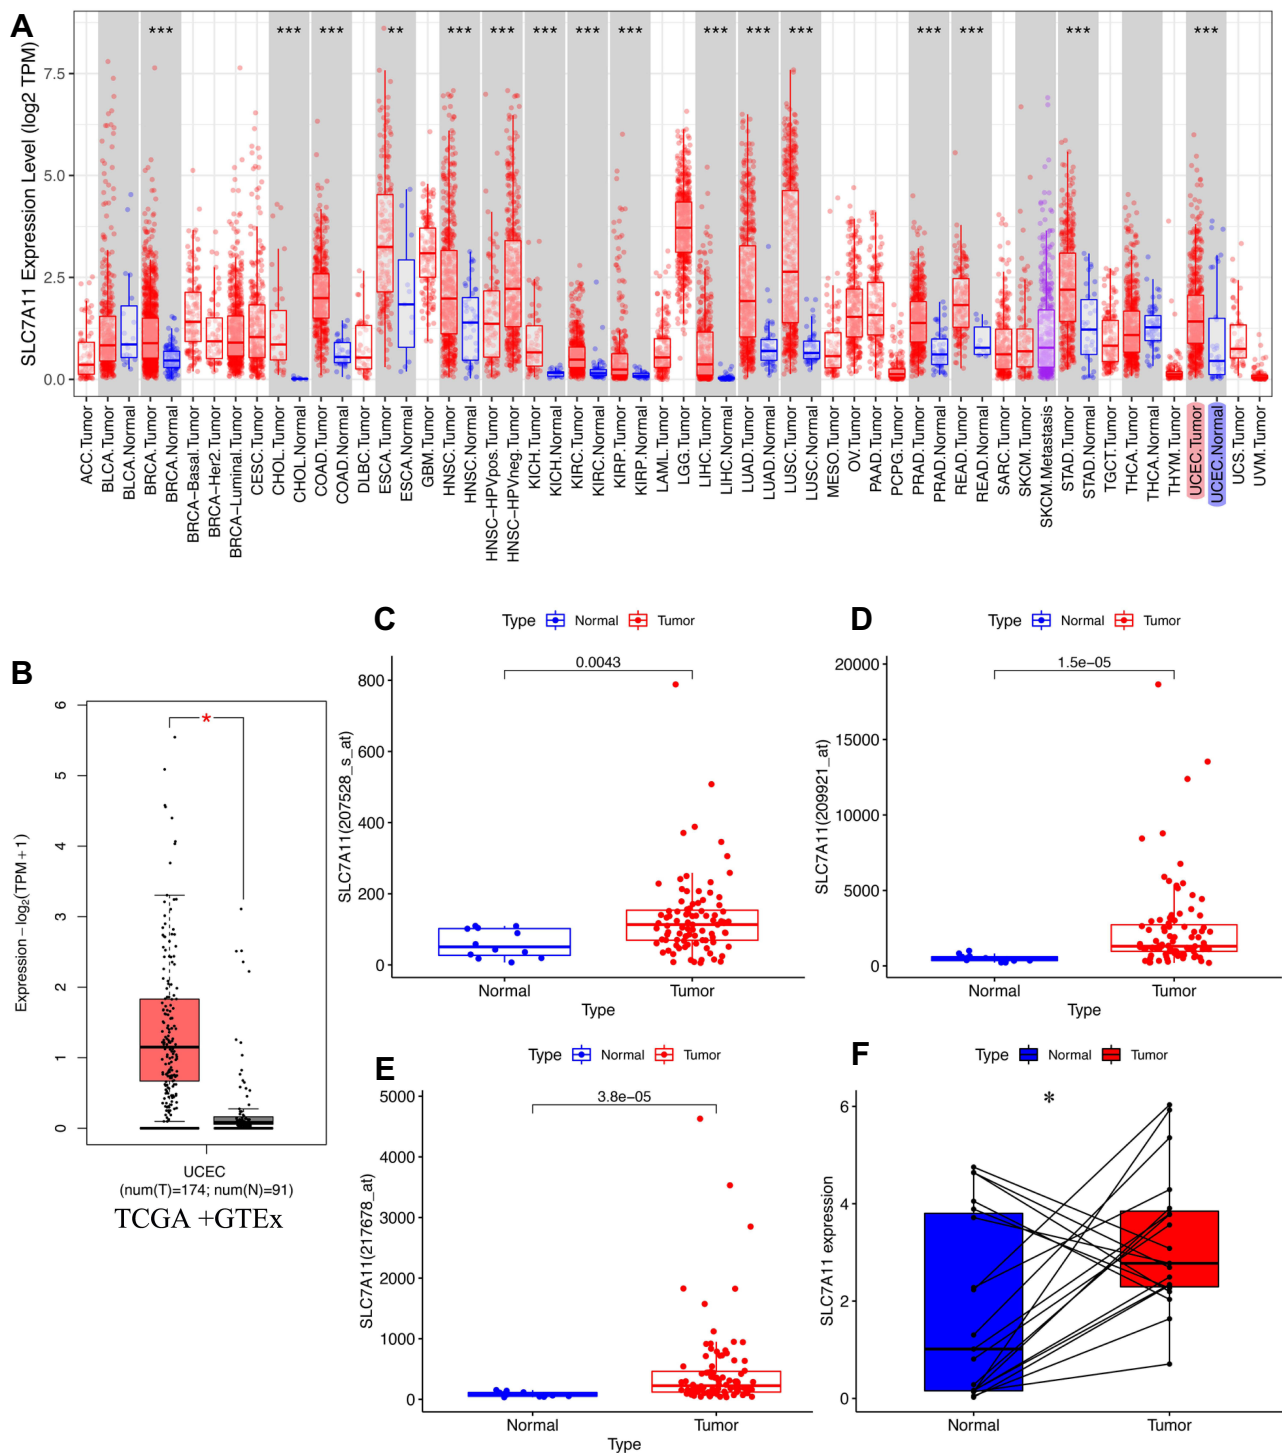 A
*** *** *** ** *** *** *** *** *** *** *** *** *** *** *** ***
SLC7A11 Expression Level (log2 TPM)
7.5
5.0
2.5
0.0
ACC.Tumor
BLCA.Tumor
BLCA.Normal
BRCA.Tumor
BRCA.Normal
BRCA−Basal.Tumor
BRCA−Her2.Tumor
BRCA−Luminal.Tumor
CESC.Tumor
CHOL.Tumor
CHOL.Normal
COAD.Tumor
COAD.Normal
DLBC.Tumor
ESCA.Tumor
ESCA.Normal
GBM.Tumor
HNSC.Tumor
HNSC.Normal
HNSC−HPVpos.Tumor
HNSC−HPVneg.Tumor
KICH.Tumor
KICH.Normal
KIRC.Tumor
KIRC.Normal
KIRP.Tumor
KIRP.Normal
LAML.Tumor
LGG.Tumor
LIHC.Tumor
LIHC.Normal
LUAD.Tumor
LUAD.Normal
LUSC.Tumor
LUSC.Normal
MESO.Tumor
OV.Tumor
PAAD.Tumor
PCPG.Tumor
PRAD.Tumor
PRAD.Normal
READ.Tumor
READ.Normal
SARC.Tumor
SKCM.Tumor
SKCM.Metastasis
STAD.Tumor
STAD.Normal
TGCT.Tumor
THCA.Tumor
THCA.Normal
THYM.Tumor
UCEC.Tumor
UCEC.Normal
UCS.Tumor
UVM.Tumor
B
*
Expression − log2(TPM + 1)
6
5
4
3
2
1
0
UCEC
(num(T)=174; num(N)=91)
TCGA +GTEx
C
Type Normal Tumor
0.0043
SLC7A11(207528_s_at)
800
600
400
200
0
Normal Tumor
Type
D
Type Normal Tumor
1.5e−05
SLC7A11(209921_at)
20000
15000
10000
5000
0
Normal Tumor
Type
E
Type Normal Tumor
3.8e−05
SLC7A11(217678_at)
5000
4000
3000
2000
1000
0
Normal Tumor
Type
F
Type Normal Tumor
*
SLC7A11 expression
6
4
2
0
Normal Tumor